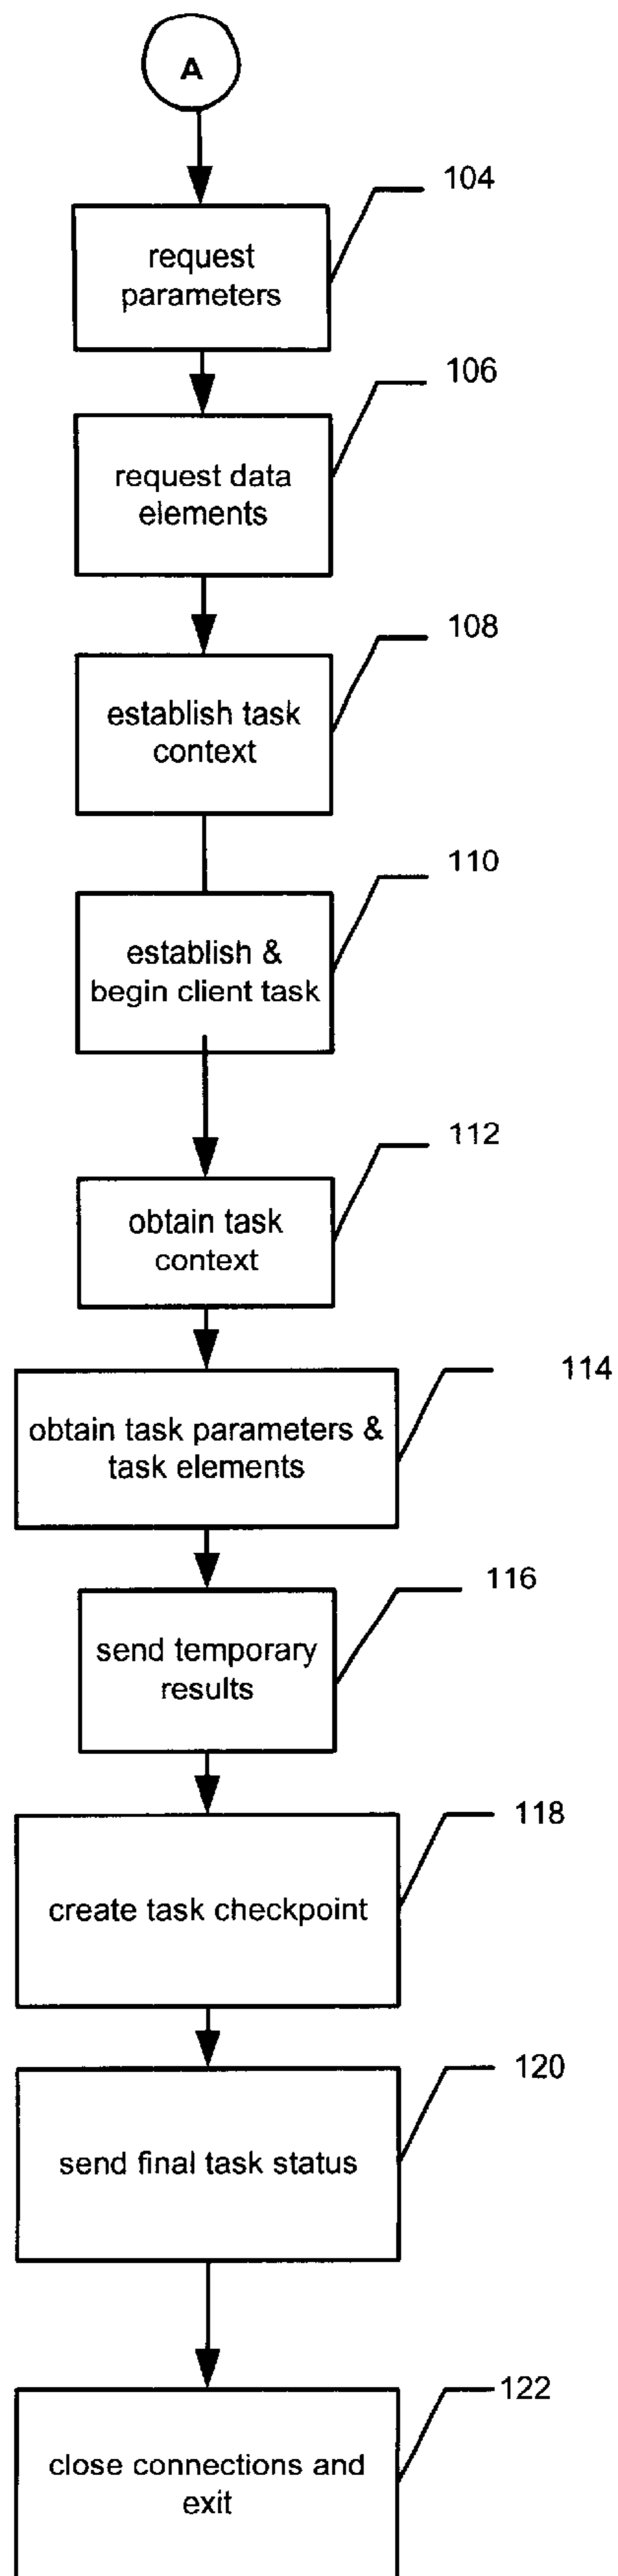 A
104
request
parameters
106
request data
elements
108
establish task
context
110
establish &
begin client task
112
obtain task
context
114
obtain task parameters &
task elements
116
send temporary
results
118
create task checkpoint
120
send final task status
122
close connections and
exit